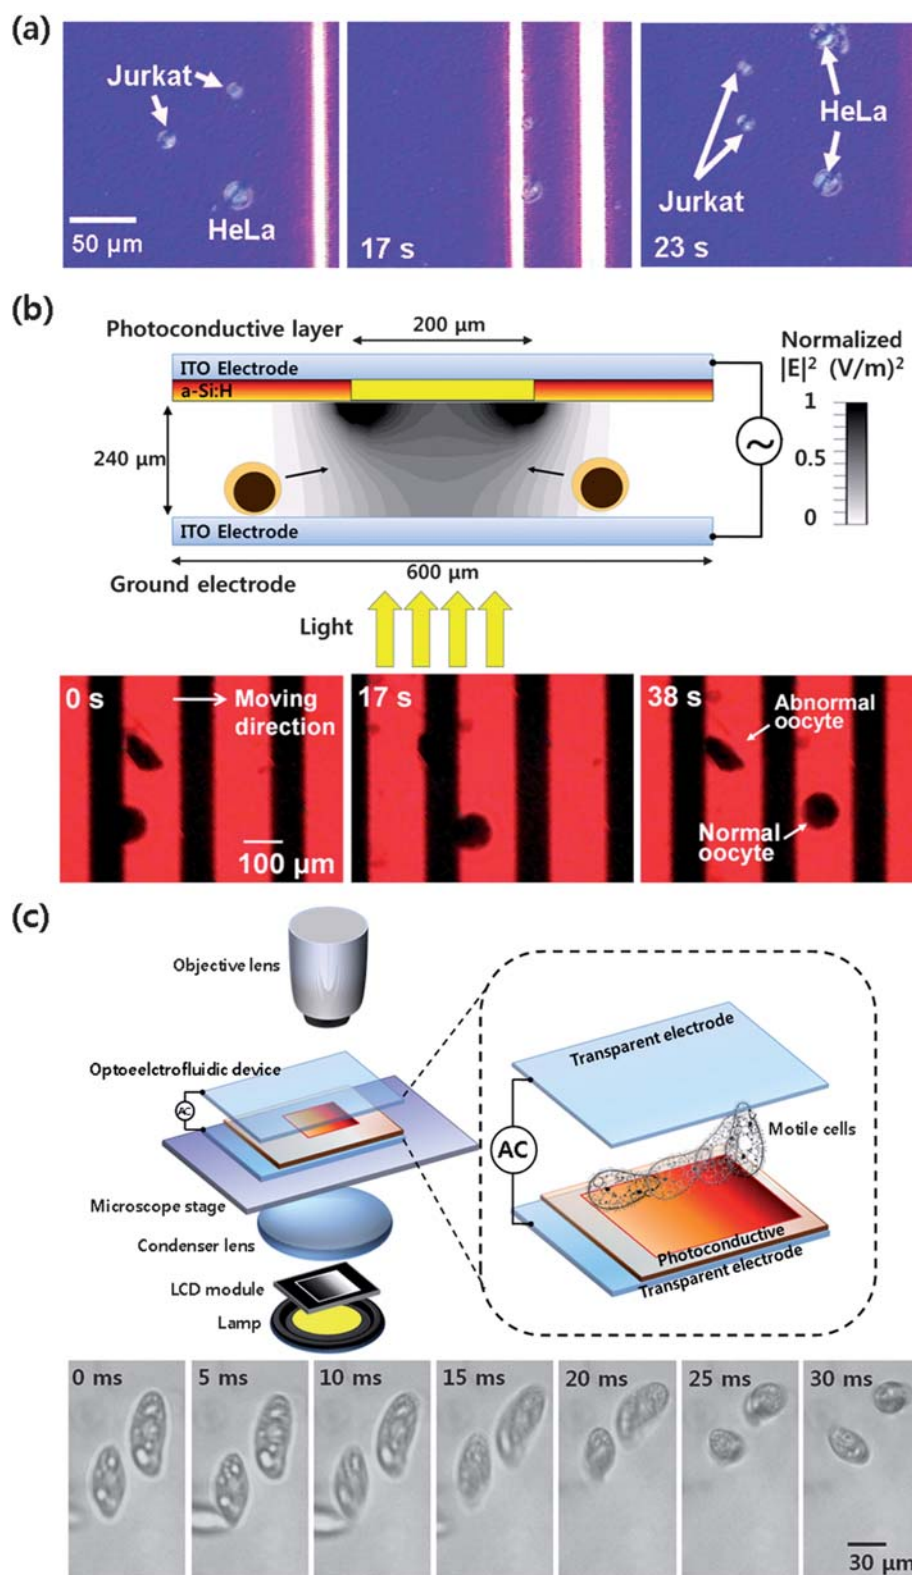 (a)
Jurkat
HeLa
50 μm
17 s
HeLa
Jurkat
23 s
(b)
Photoconductive layer
200 μm
Normalized
|E|² (V/m)²
ITO Electrode
a-Si:H
1
240 μm
0.5
0
ITO Electrode
Ground electrode
600 μm
Light
0 s
Moving
direction
100 μm
17 s
38 s
Abnormal
oocyte
Normal
oocyte
(c)
Objective lens
Optoeelctrofluidic device
AC
Microscope stage
Condenser lens
LCD module
Lamp
Transparent electrode
Motile cells
AC
Photoconductive
Transparent electrode
0 ms
5 ms
10 ms
15 ms
20 ms
25 ms
30 ms
30 μm